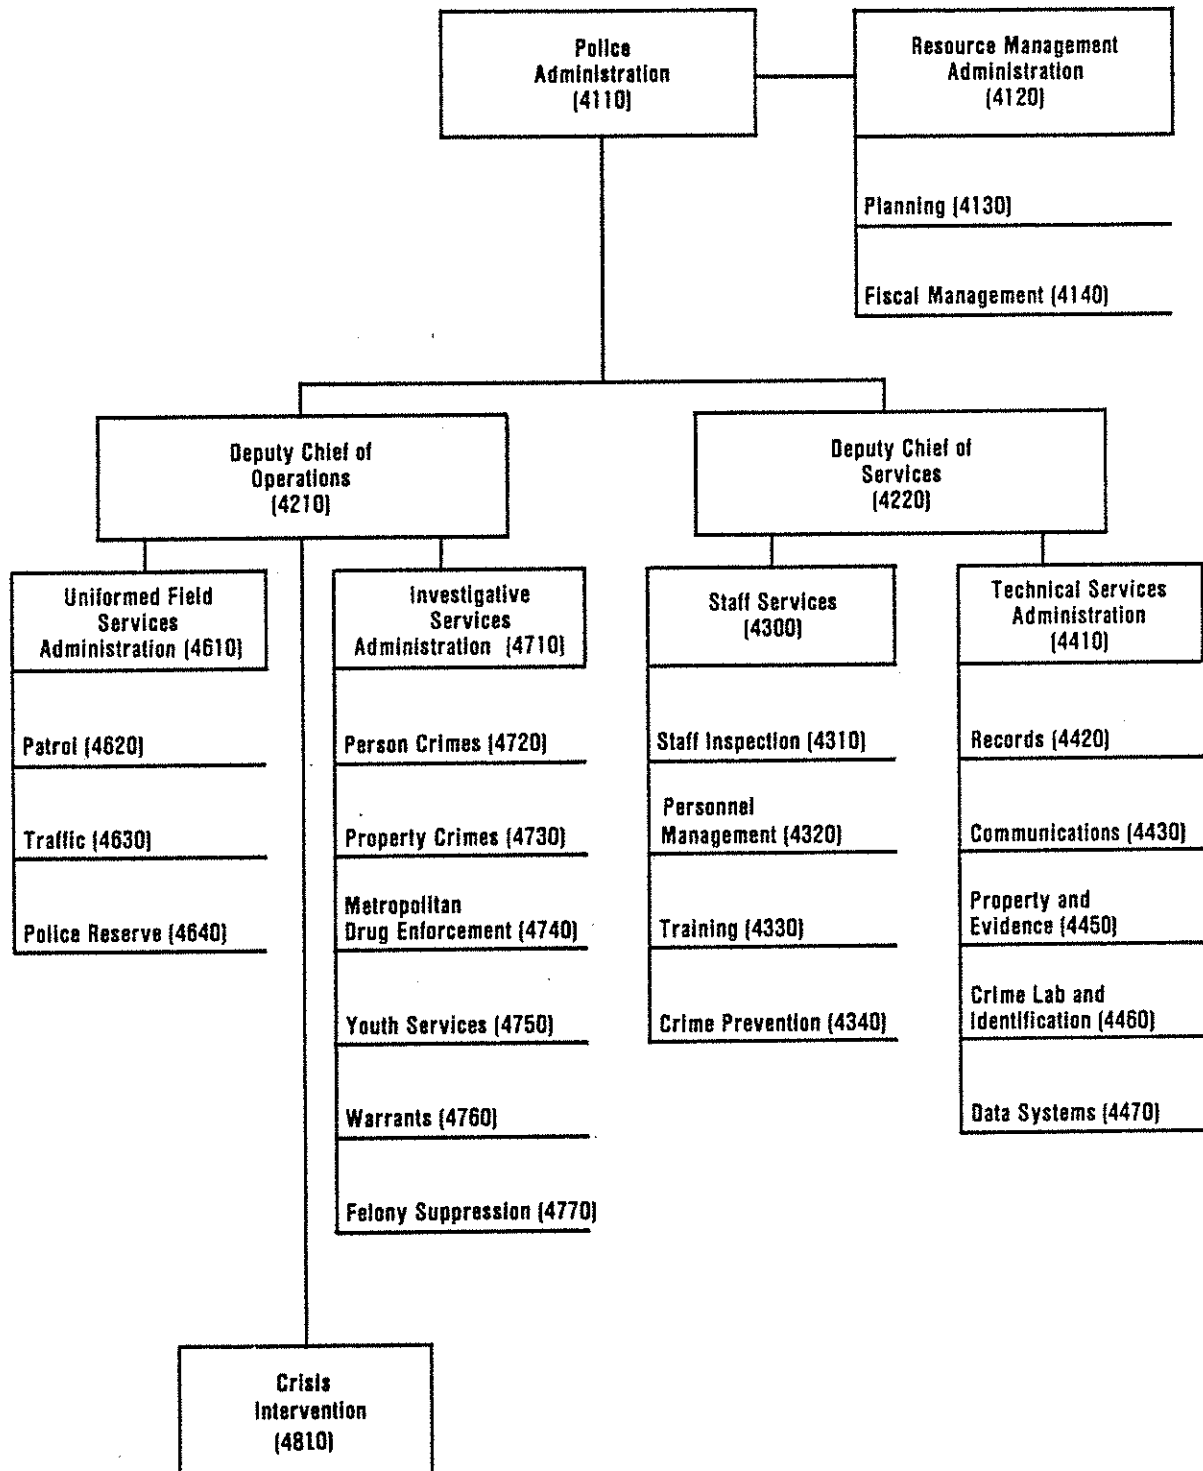 Police
Administration
(4110)
Resource Management
Administration
(4120)
Planning (4130)
Fiscal Management (4140)
Deputy Chief of
Operations
(4210)
Deputy Chief of
Services
(4220)
Uniformed Field
Services
Administration (4610)
Patrol (4620)
Traffic (4630)
Police Reserve (4640)
Investigative
Services
Administration (4710)
Person Crimes (4720)
Property Crimes (4730)
Metropolitan
Drug Enforcement (4740)
Youth Services (4750)
Warrants (4760)
Felony Suppression (4770)
Staff Services
(4300)
Staff Inspection (4310)
Personnel
Management (4320)
Training (4330)
Crime Prevention (4340)
Technical Services
Administration
(4410)
Records (4420)
Communications (4430)
Property and
Evidence (4450)
Crime Lab and
Identification (4460)
Data Systems (4470)
Crisis
Intervention
(4810)